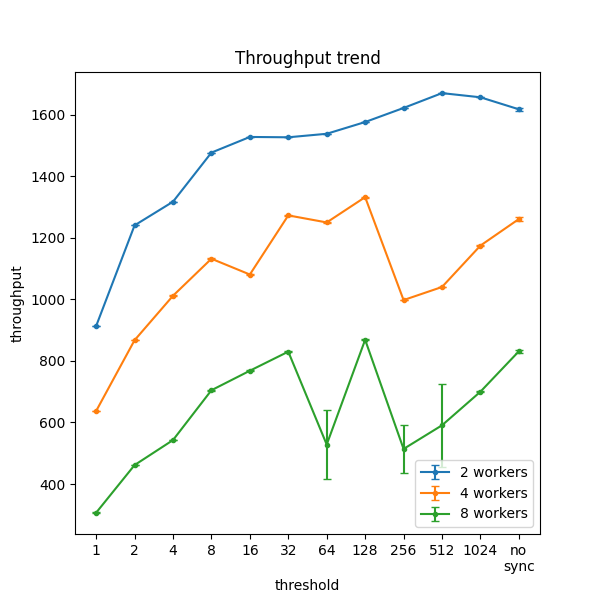 Throughput trend
throughput
1600
1400
1200
1000
800
600
400
1 2 4 8 16 32 64 128 256 512 1024 no
sync
threshold
2 workers
4 workers
8 workers